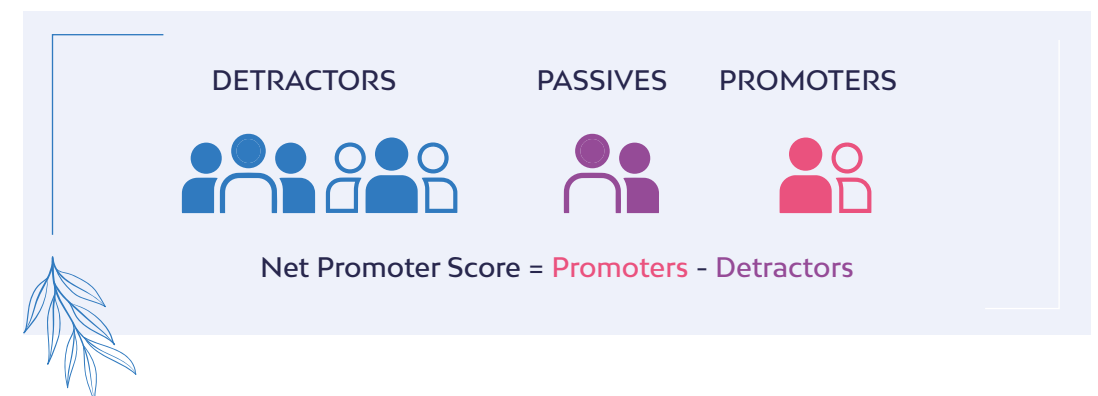 DETRACTORS PASSIVES PROMOTERS
Net Promoter Score = Promoters - Detractors